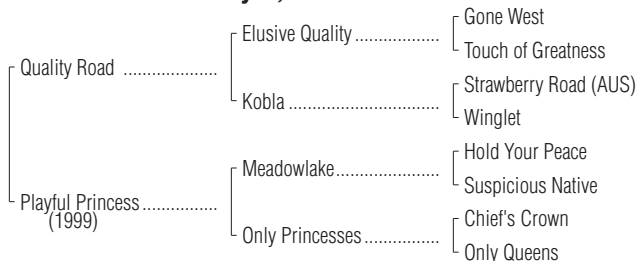 Gone West
Elusive Quality ..................
Touch of Greatness
Quality Road ....................
Strawberry Road (AUS)
Kobla ................................
Winglet
Hold Your Peace
Meadowlake......................
Suspicious Native
Playful Princess................
(1999)
Chief's Crown
Only Princesses ................
Only Queens